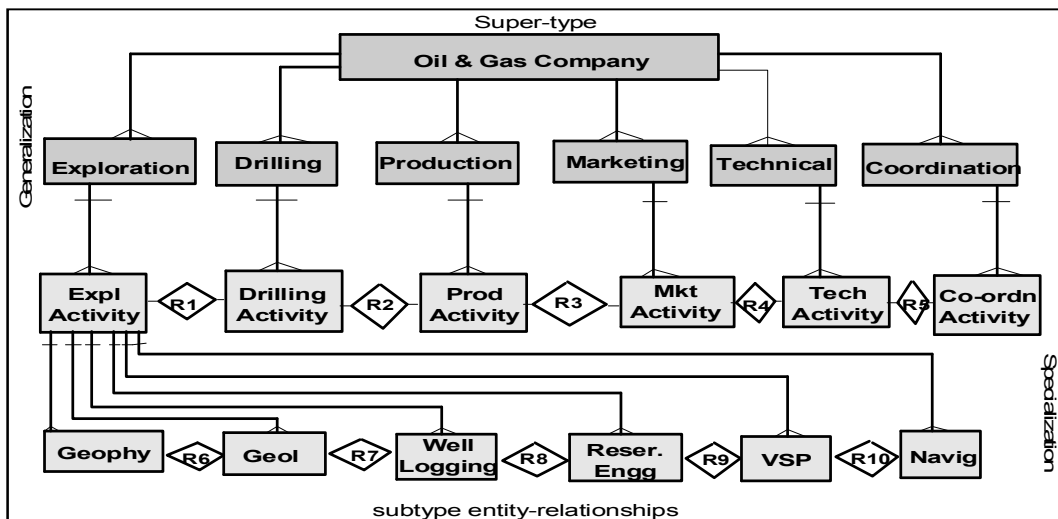 Super-type
Oil & Gas Company
Generalization
Exploration
Drilling
Production
Marketing
Technical
Coordination
Expl
Activity
R1
Drilling
Activity
R2
Prod
Activity
R3
Mkt
Activity
R4
Tech
Activity
R5
Co-ordn
Activity
Specialization
Geophy
R6
Geol
R7
Well
Logging
R8
Reser.
Engg
R9
VSP
R10
Navig
subtype entity-relationships